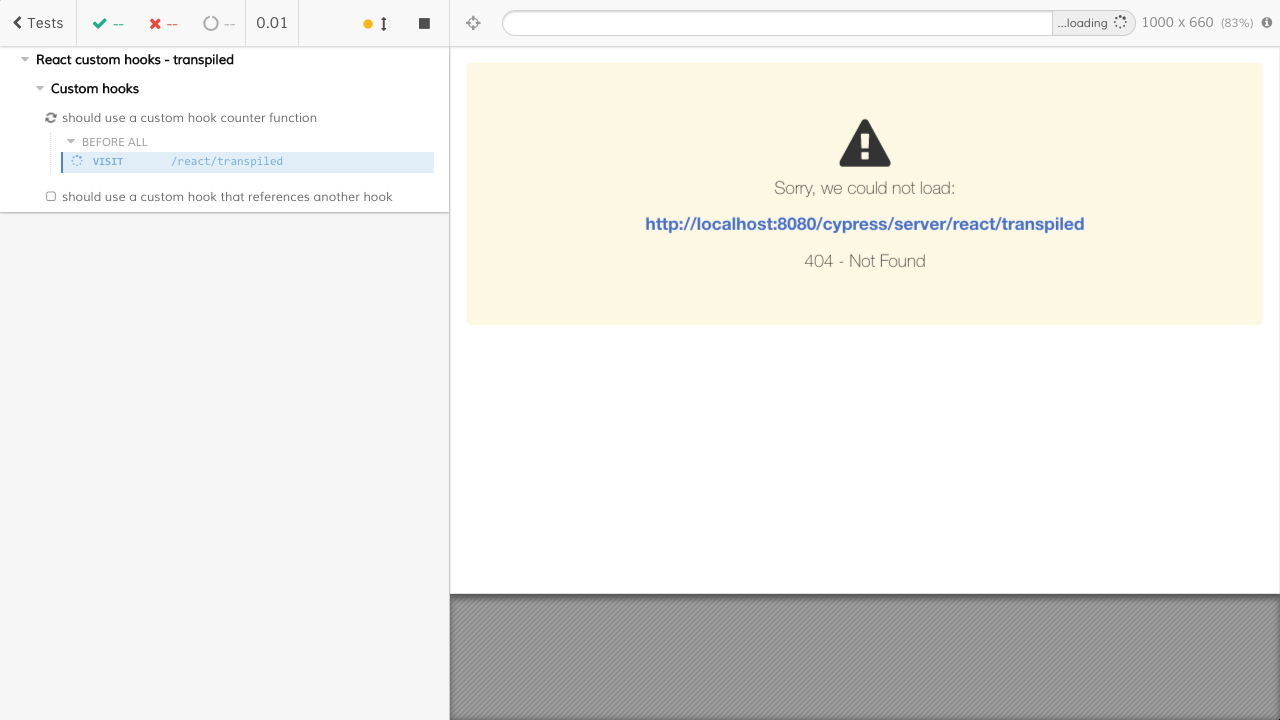 Tests -- -- -- 0.01
...loading 1000 x 660 (83%)
React custom hooks - transpiled
Custom hooks
should use a custom hook counter function
BEFORE ALL
VISIT /react/transpiled
should use a custom hook that references another hook
Sorry, we could not load:
http://localhost:8080/cypress/server/react/transpiled
404 - Not Found